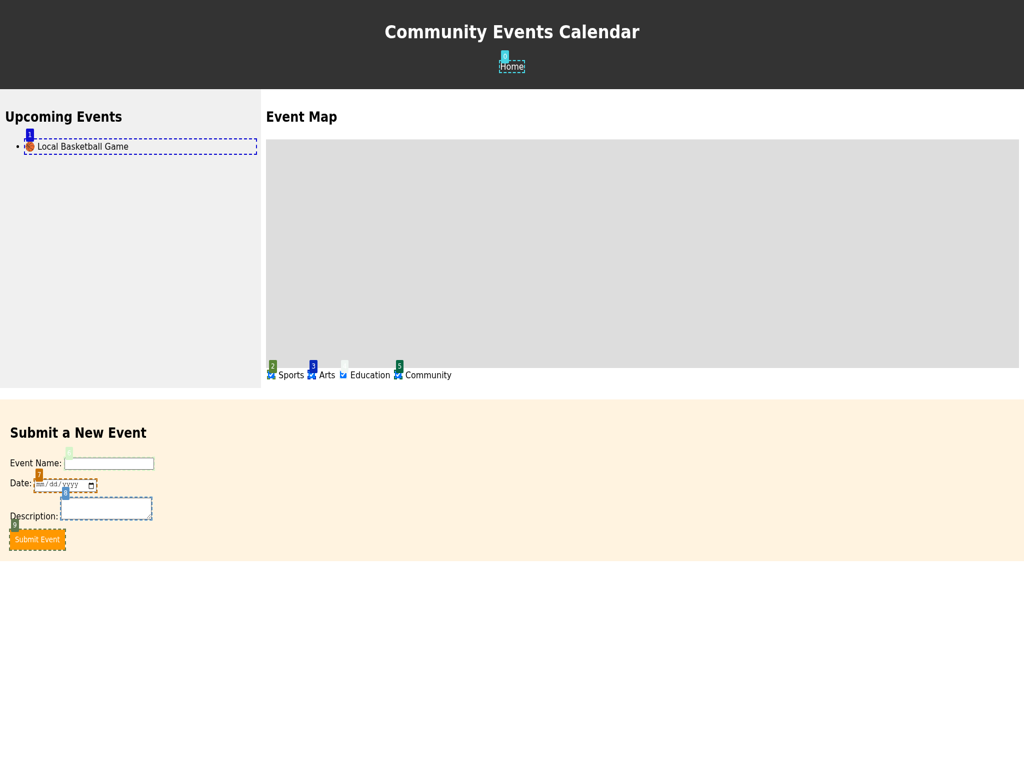 Community Events Calendar
0
Home
Upcoming Events
1
Local Basketball Game
Event Map
2
3
5
Sports
Arts
Education
Community
Submit a New Event
Event Name:
7
Date: mm/dd/yyyy
8
Description:
9
Submit Event